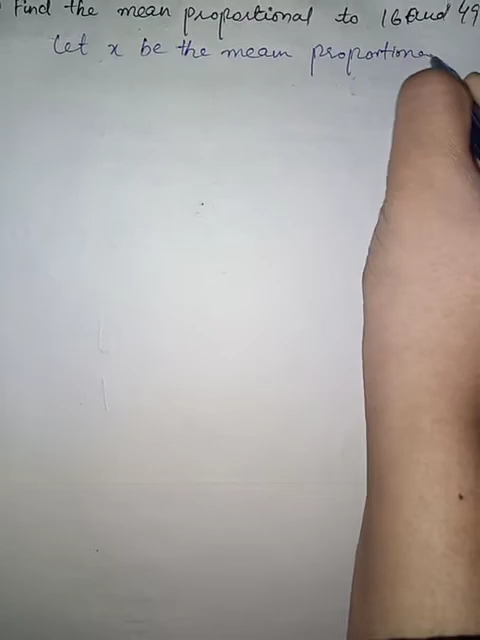 Find the mean proportional to 16 and 49
Let x be the mean proportiona